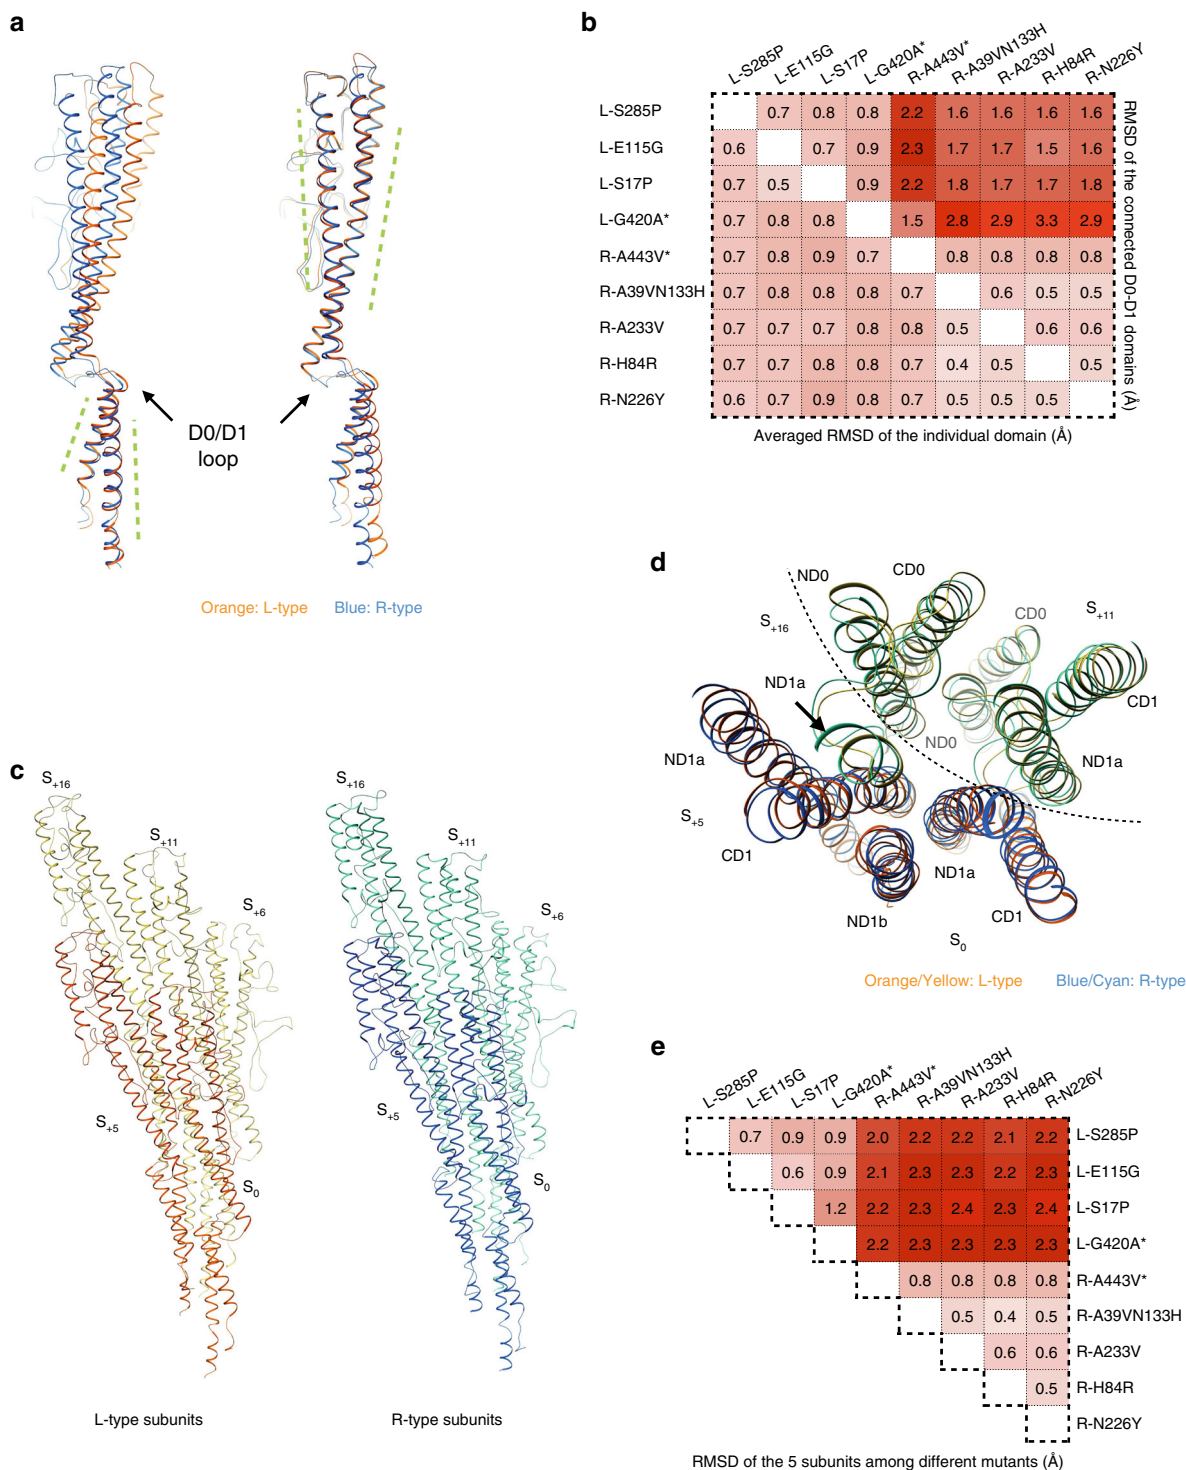 a
D0/D1
loop
Orange: L-type Blue: R-type
b
L-S285P L-E115G L-S17P L-G420A* R-A443V* R-A39VN133H R-A233V R-H84R R-N226Y
L-S285P 0.7 0.8 0.8 2.2 1.6 1.6 1.6 1.6
L-E115G 0.6 0.7 0.9 2.3 1.7 1.7 1.5 1.6
L-S17P 0.7 0.5 0.9 2.2 1.8 1.7 1.7 1.8
L-G420A* 0.7 0.8 0.8 1.5 2.8 2.9 3.3 2.9
R-A443V* 0.7 0.8 0.9 0.7 0.8 0.8 0.8 0.8
R-A39VN133H 0.7 0.8 0.8 0.8 0.7 0.6 0.5 0.5
R-A233V 0.7 0.7 0.7 0.8 0.8 0.5 0.6 0.6
R-H84R 0.7 0.7 0.8 0.8 0.7 0.4 0.5 0.5
R-N226Y 0.6 0.7 0.9 0.8 0.7 0.5 0.5 0.5
RMSD of the connected D0-D1 domains (Å)
Averaged RMSD of the individual domain (Å)
c
S+16
S+11
S+6
S+5
S0
L-type subunits
S+16
S+11
S+6
S+5
S0
R-type subunits
d
ND0
CD0
S+16
CD0
S+11
ND1a
CD1
ND0
ND1a
ND1a
S+5
CD1
ND1a
ND1b
CD1
S0
Orange/Yellow: L-type Blue/Cyan: R-type
e
L-S285P L-E115G L-S17P L-G420A* R-A443V* R-A39VN133H R-A233V R-H84R R-N226Y
0.7 0.9 0.9 2.0 2.2 2.2 2.1 2.2 L-S285P
0.6 0.9 2.1 2.3 2.3 2.2 2.3 L-E115G
1.2 2.2 2.3 2.4 2.3 2.4 L-S17P
2.2 2.3 2.3 2.3 2.3 L-G420A*
0.8 0.8 0.8 0.8 R-A443V*
0.5 0.4 0.5 R-A39VN133H
0.6 0.6 R-A233V
0.5 R-H84R
R-N226Y
RMSD of the 5 subunits among different mutants (Å)